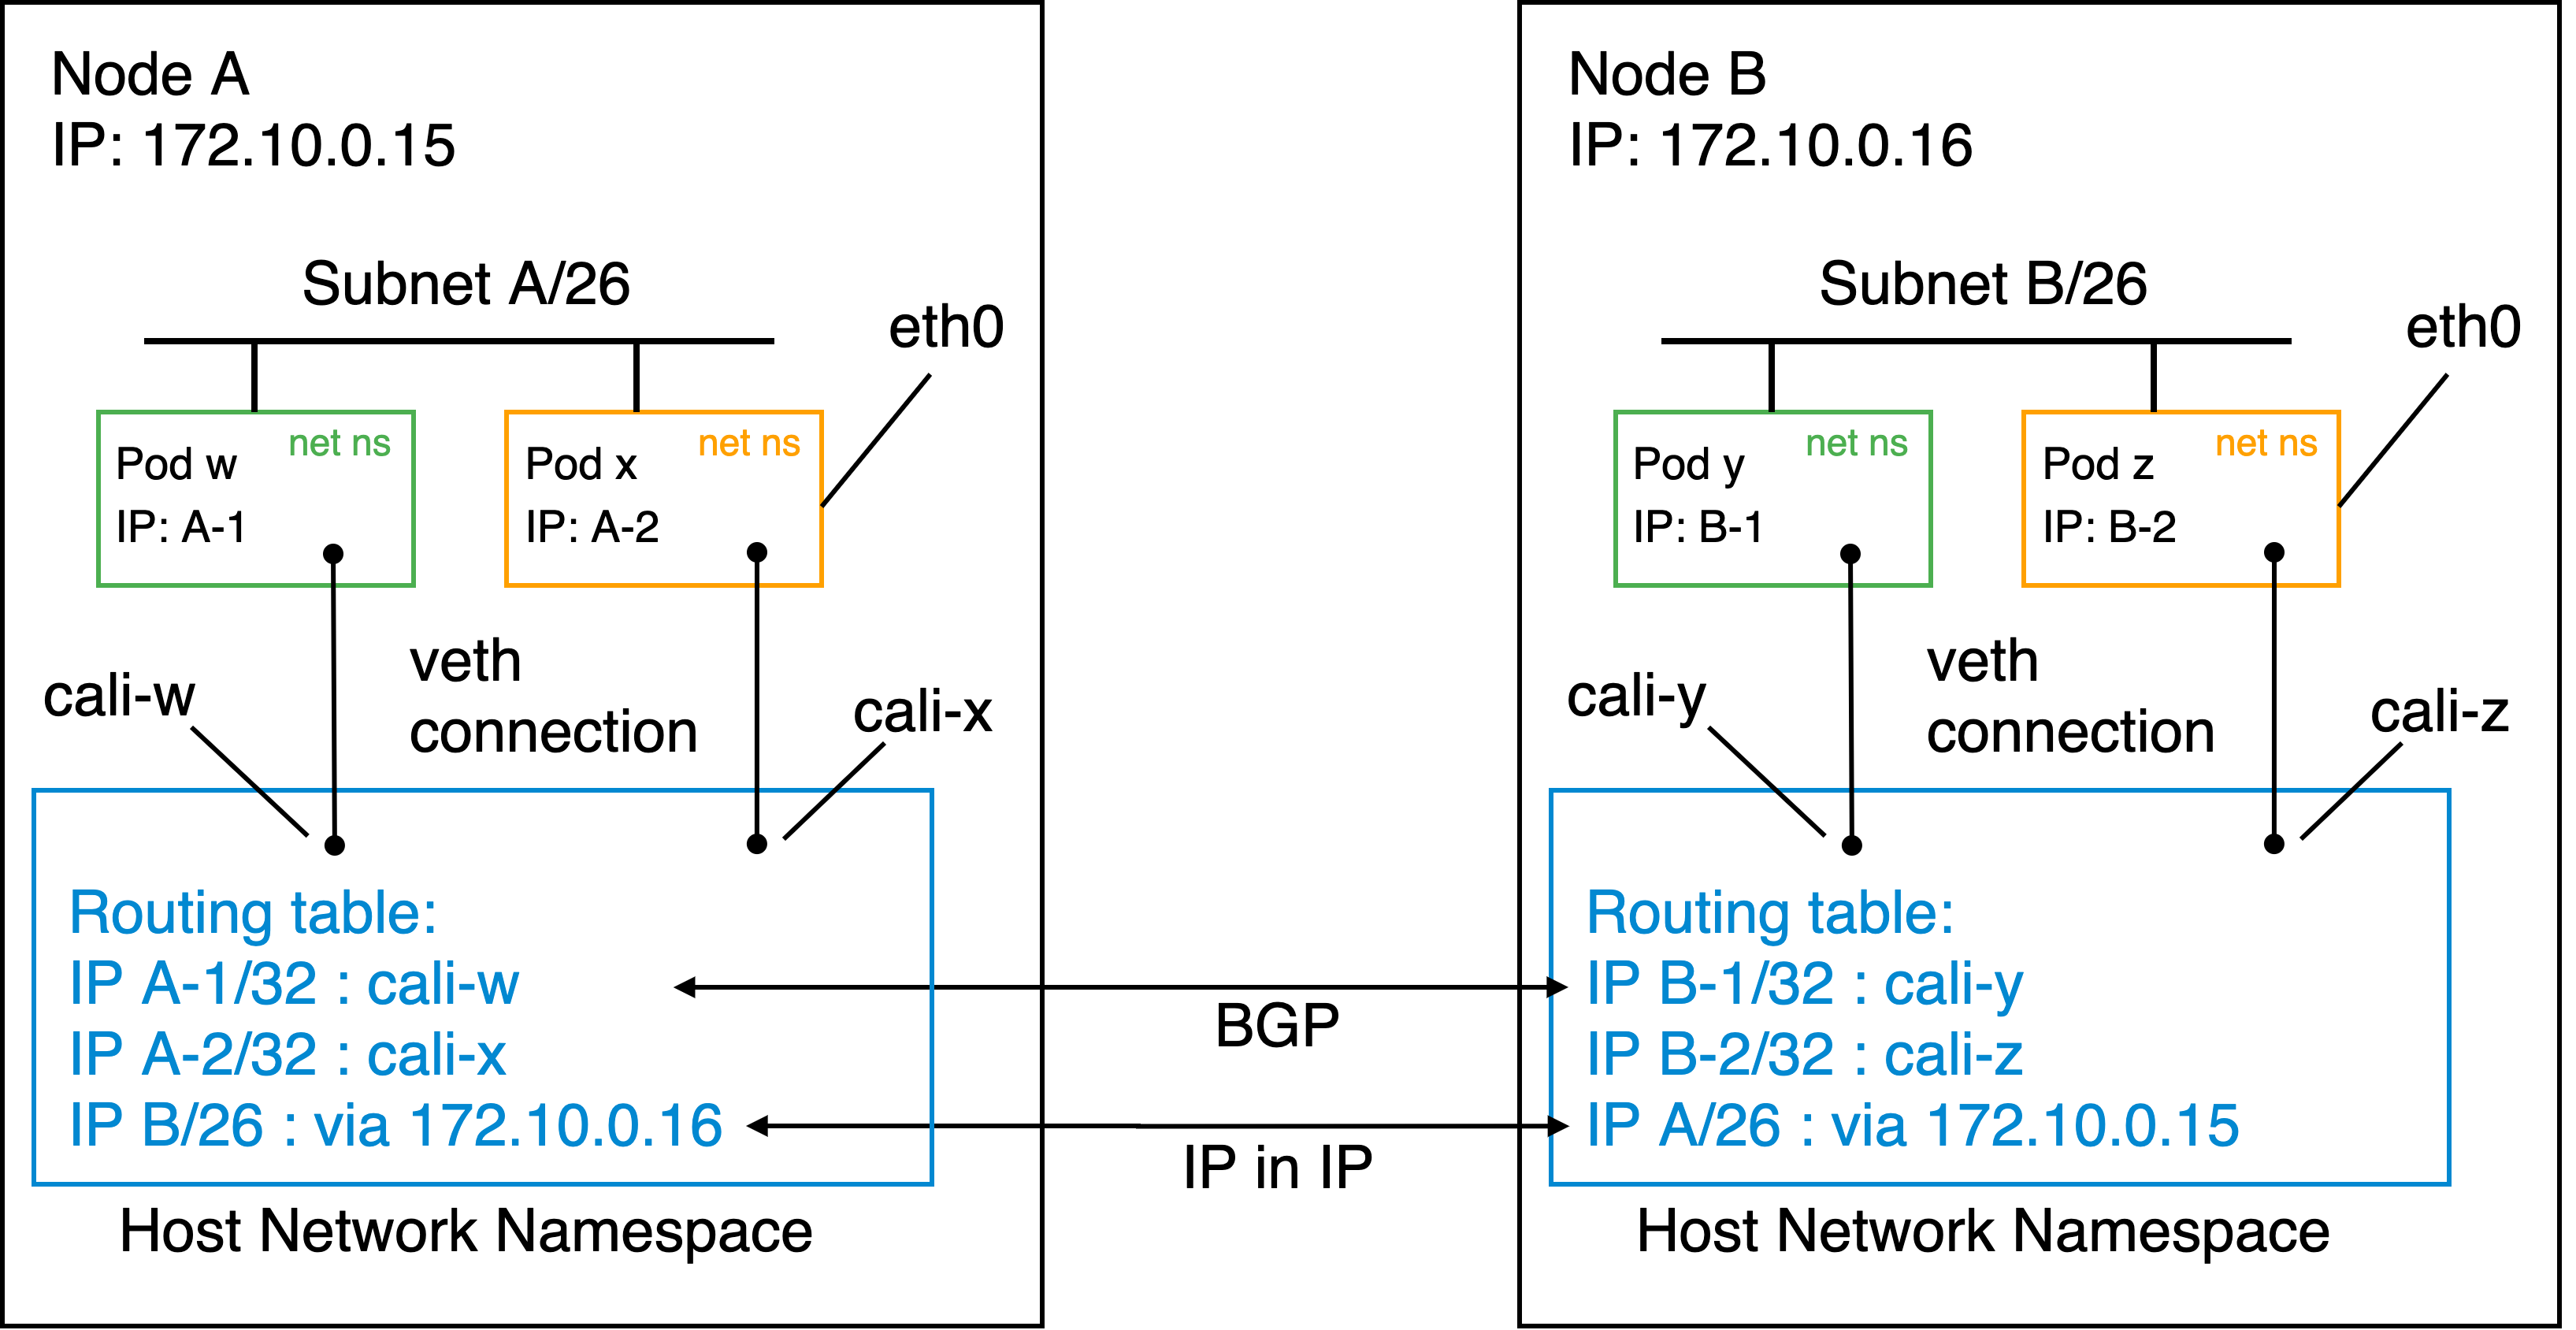 Node A
IP: 172.10.0.15
Subnet A/26
eth0
Pod w
net ns
IP: A-1
Pod x
net ns
IP: A-2
veth
connection
cali-w
cali-x
Routing table:
IP A-1/32 : cali-w
IP A-2/32 : cali-x
IP B/26 : via 172.10.0.16
Host Network Namespace
BGP
IP in IP
Node B
IP: 172.10.0.16
Subnet B/26
eth0
Pod y
net ns
IP: B-1
Pod z
net ns
IP: B-2
veth
connection
cali-y
cali-z
Routing table:
IP B-1/32 : cali-y
IP B-2/32 : cali-z
IP A/26 : via 172.10.0.15
Host Network Namespace